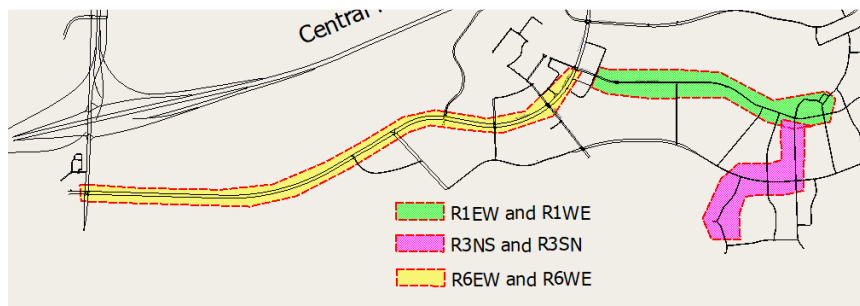 Central
R1EW and R1WE
R3NS and R3SN
R6EW and R6WE